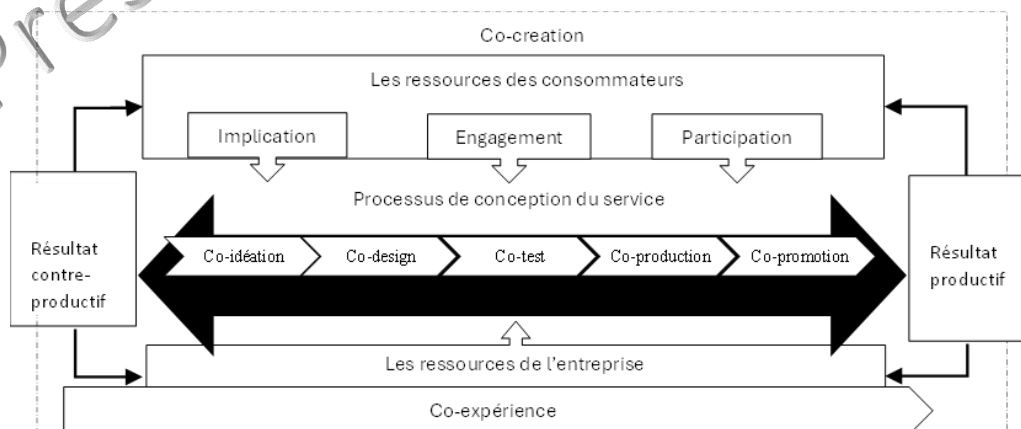 Pres
Co-creation
Les ressources des consommateurs
Implication
Engagement
Participation
Processus de conception du service
Résultat
contre-
productif
Co-idéation
Co-design
Co-test
Co-production
Co-promotion
Résultat
productif
Les ressources de l'entreprise
Co-expérience